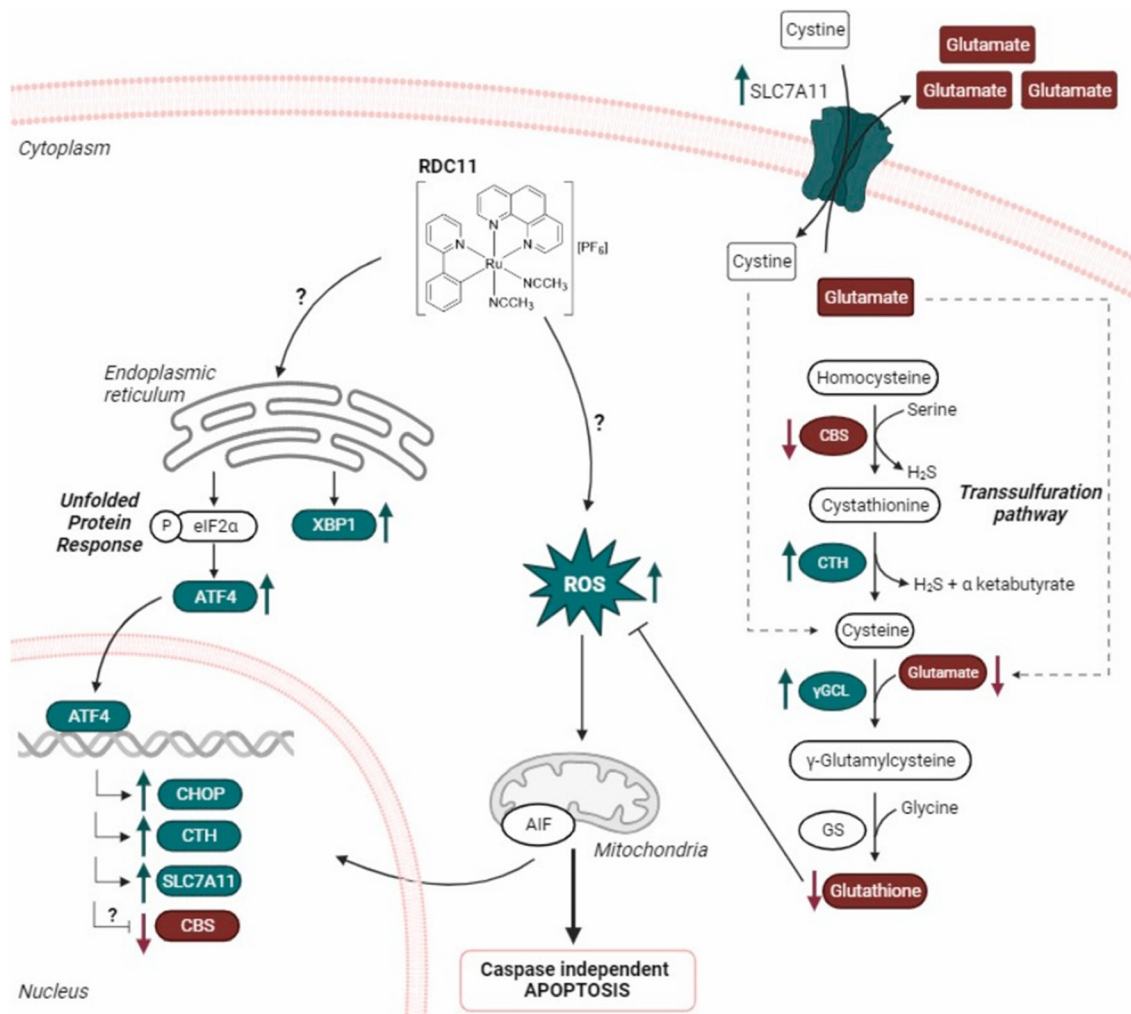 Cystine
Glutamate
Glutamate
Glutamate
SLC7A11
Cytoplasm
RDC11
N
N
N
Ru
NCCH3
NCCH3
[PF₆]
Cystine
Glutamate
?
?
Endoplasmic
reticulum
Unfolded
Protein
Response
P
eIF2α
XBP1
ATF4
ROS
Homocysteine
Serine
CBS
H₂S
Cystathionine
Transsulfuration
pathway
CTH
H₂S + α ketabutyrate
Cysteine
Glutamate
γGCL
γ-Glutamylcysteine
Glycine
GS
Glutathione
ATF4
CHOP
CTH
SLC7A11
?
CBS
Nucleus
AIF
Mitochondria
Caspase independent
APOPTOSIS